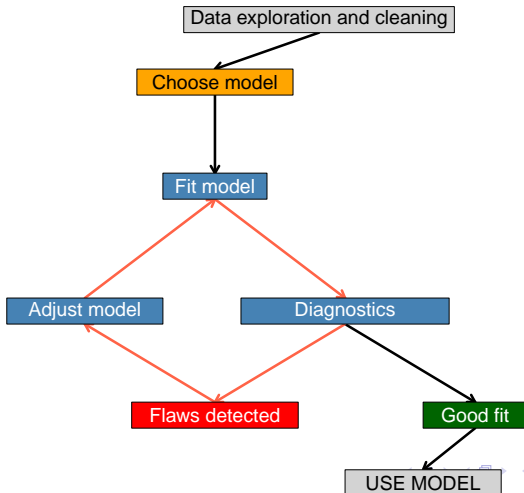 Data exploration and cleaning
Choose model
Fit model
Adjust model
Diagnostics
Flaws detected
Good fit
USE MODEL